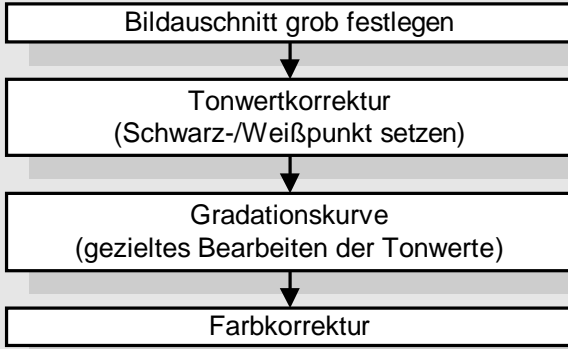 Bildauschnitt grob festlegen
Tonwertkorrektur
(Schwarz-/Weißpunkt setzen)
Gradationskurve
(gezieltes Bearbeiten der Tonwerte)
Farbkorrektur